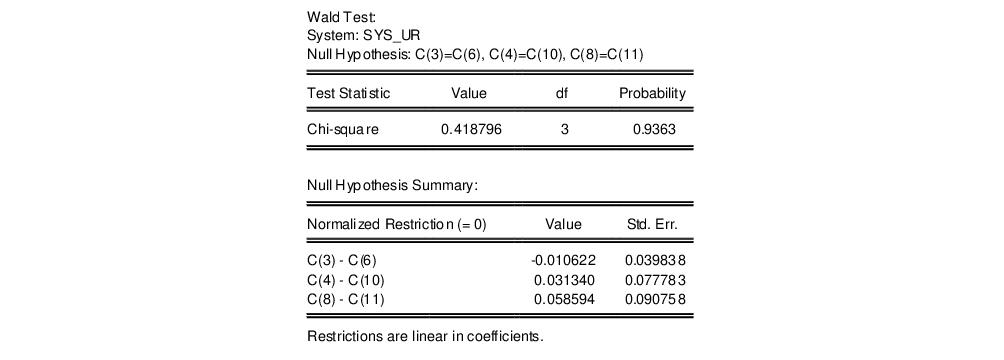 Wald Test:
System: SYS_UR
Null Hypothesis: C(3)=C(6), C(4)=C(10), C(8)=C(11)
Test Statistic Value df Probability
Chi-square 0.418796 3 0.9363
Null Hypothesis Summary:
Normalized Restriction (= 0) Value Std. Err.
C(3) - C(6) -0.010622 0.039838
C(4) - C(10) 0.031340 0.077783
C(8) - C(11) 0.058594 0.090758
Restrictions are linear in coefficients.